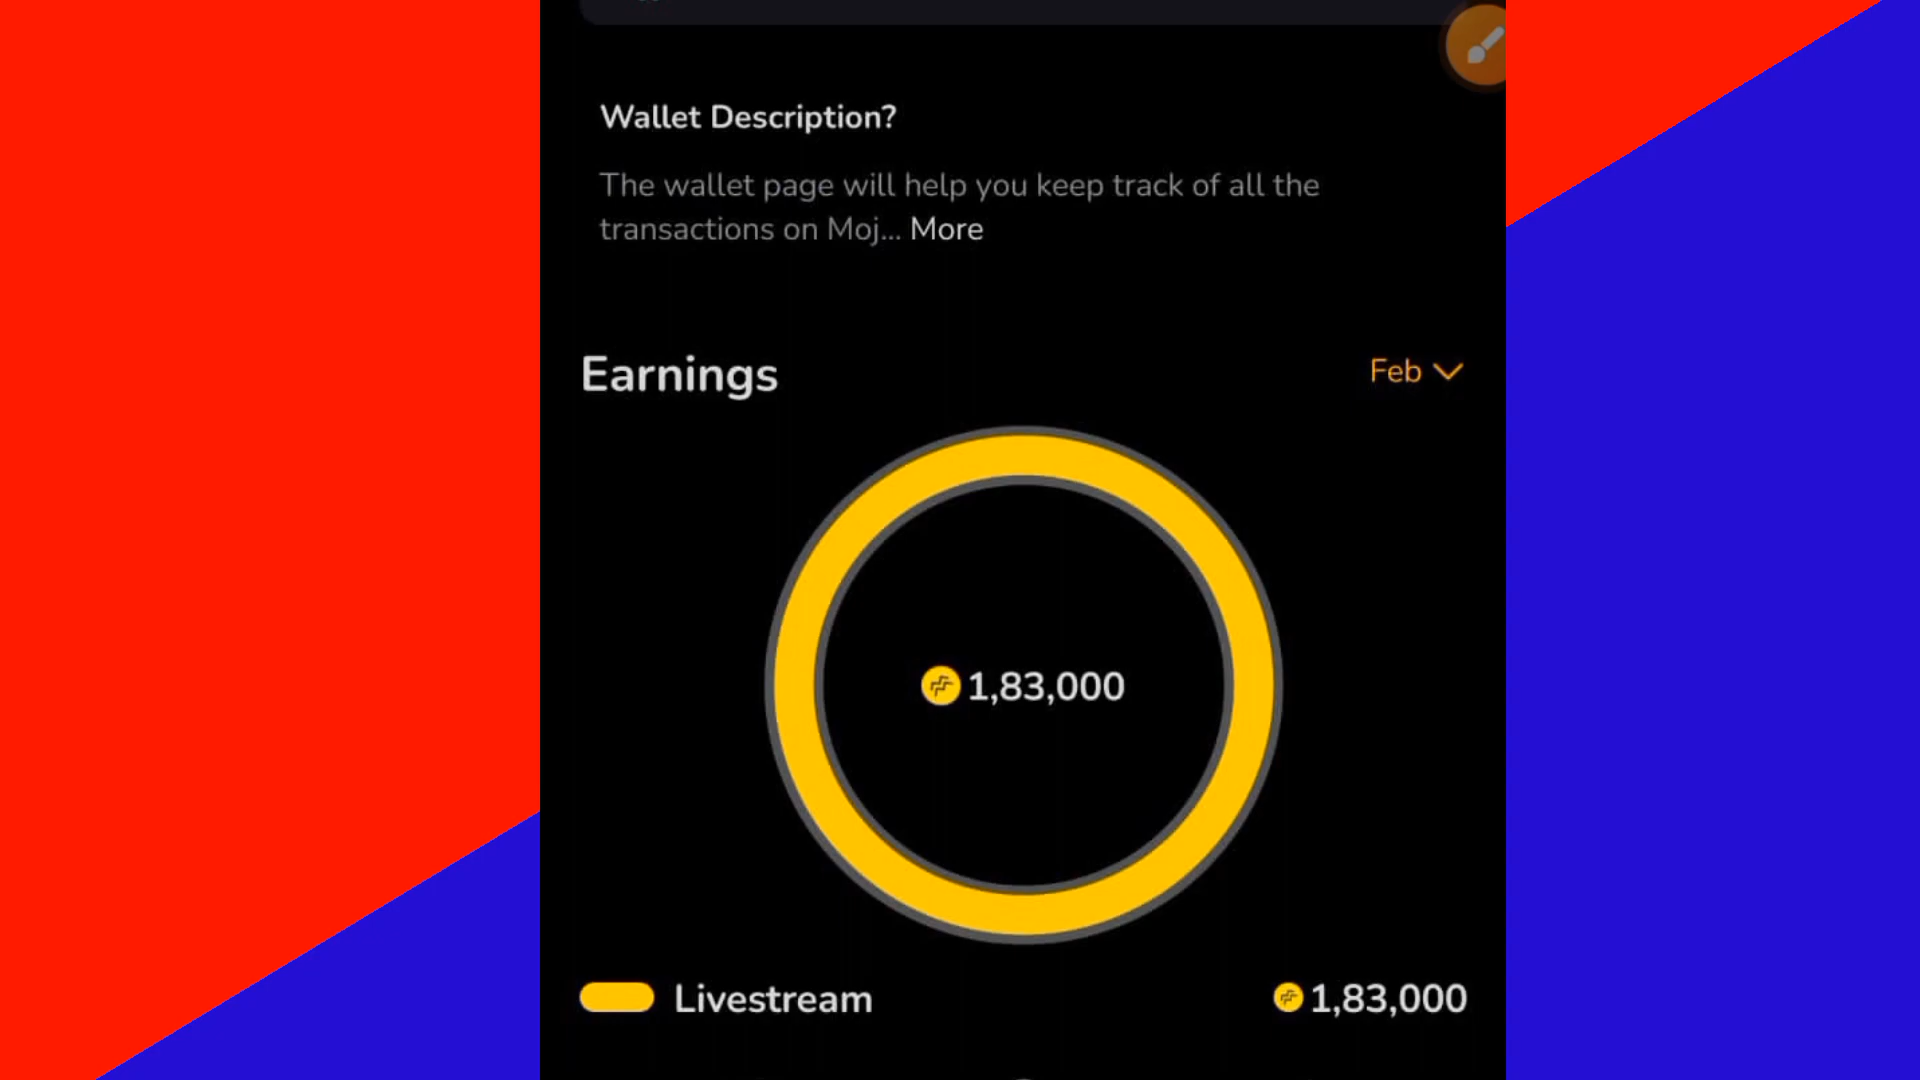 Wallet Description?
The wallet page will help you keep track of all the
transactions on Moj... More
Earnings
Feb
1,83,000
Livestream
1,83,000